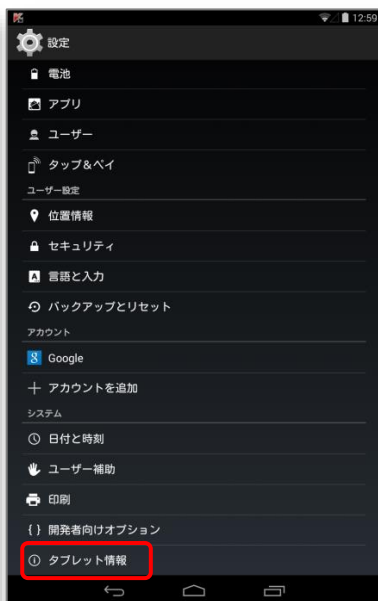 12:59
設定
電池
アプリ
ユーザー
タップ&ペイ
ユーザー設定
位置情報
セキュリティ
A 言語と入力
バックアップとリセット
アカウント
8 Google
アカウントを追加
システム
日付と時刻
ユーザー補助
印刷
{ } 開発者向けオプション
タブレット情報